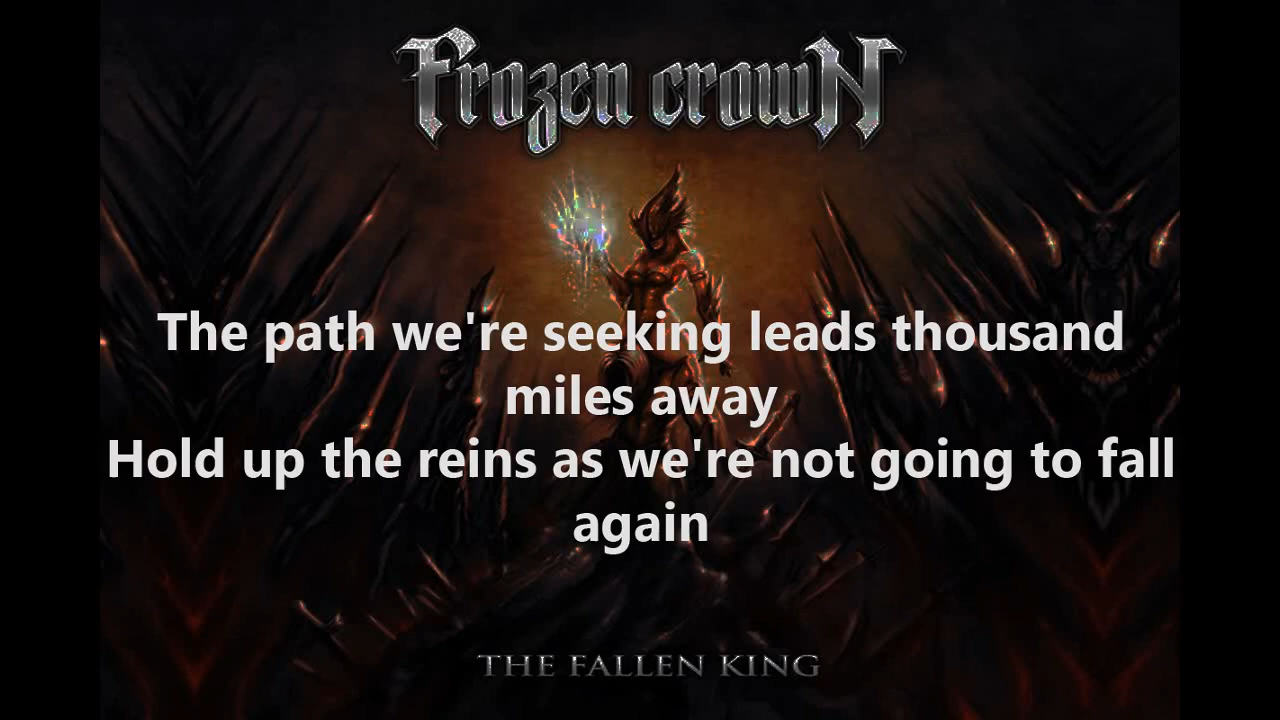 Frozen Crown
The path we're seeking leads thousand
miles away
Hold up the reins as we're not going to fall
again
THE FALLEN KING